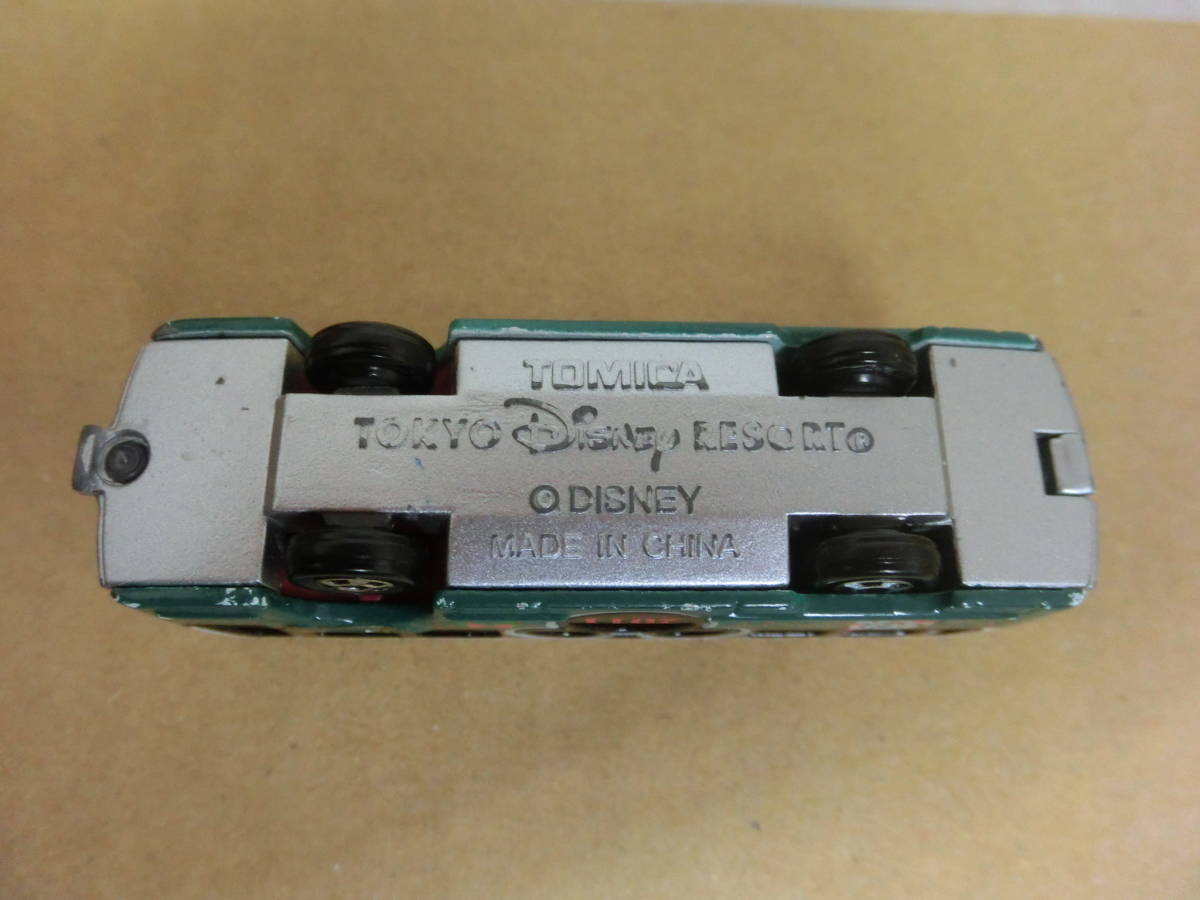 TOMICA
TOKYO Disney RESORT®
© DISNEY
MADE IN CHINA